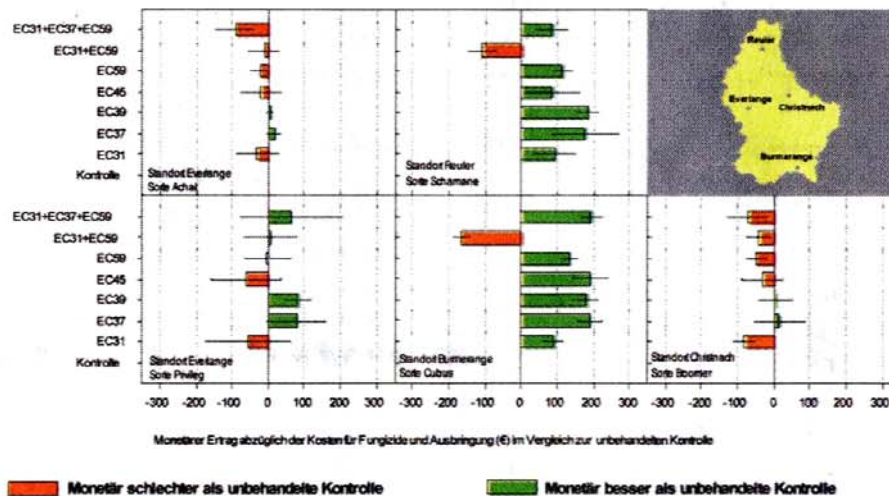 EC31+EC37+EC59
EC31+EC59
EC59
EC45
EC39
EC37
EC31
Kontrolle
Standort Everlange
Sorte Achat
Standort Reuler
Sorte Schamane
Reuler
Everlange
Christnach
Burmerange
EC31+EC37+EC59
EC31+EC59
EC59
EC45
EC39
EC37
EC31
Kontrolle
Standort Everlange
Sorte Privileg
Standort Burmerange
Sorte Cubus
Standort Christnach
Sorte Boomer
-300 -200 -100 0 100 200 300
-300 -200 -100 0 100 200 300
-300 -200 -100 0 100 200 300
Monetärer Ertrag abzüglich der Kosten für Fungizide und Ausbringung (€) im Vergleich zur unbehandelten Kontrolle
Monetär schlechter als unbehandelte Kontrolle
Monetär besser als unbehandelte Kontrolle